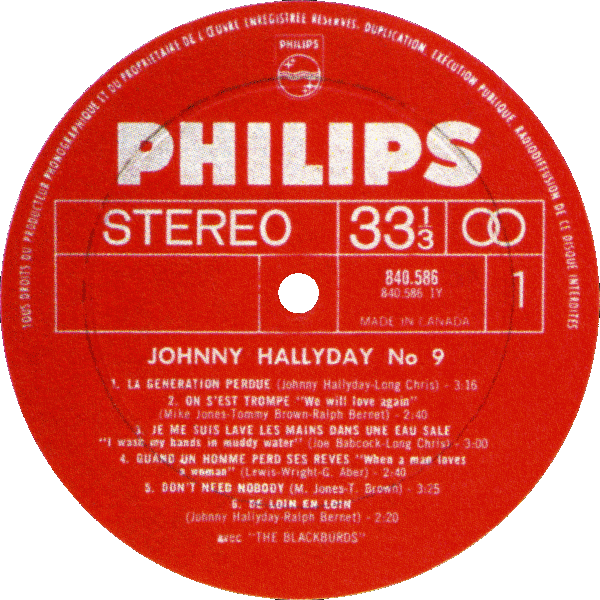 TOUS DROITS DU PRODUCTEUR PHONOGRAPHIQUE ET DU PROPRIETAIRE DE L'ŒUVRE ENREGISTRÉE RESERVES. DUPLICATION, EXÉCUTION PUBLIQUE, RADIODIFFUSION DE CE DISQUE INTERDITES
PHILIPS
PHILIPS
STEREO 33 1/3
840.586
840.586 1Y
1
MADE IN CANADA
JOHNNY HALLYDAY No 9
1. LA GENERATION PERDUE (Johnny Hallyday-Long Chris) - 3:16
2. ON S'EST TROMPE "We will love again"
(Mike Jones-Tommy Brown-Ralph Bernet) - 2:40
3. JE ME SUIS LAVE LES MAINS DANS UNE EAU SALE
"I wash my hands in muddy water" (Joe Babcock-Long Chris) - 3:00
4. QUAND UN HOMME PERD SES REVES "When a man loves
a woman" (Lewis-Wright-G. Aber) - 2:40
5. DON'T NEED NOBODY (M. Jones-T. Brown) - 3:25
6. DE LOIN EN LOIN
(Johnny Hallyday-Ralph Bernet) - 2:20
avec "THE BLACKBURDS"